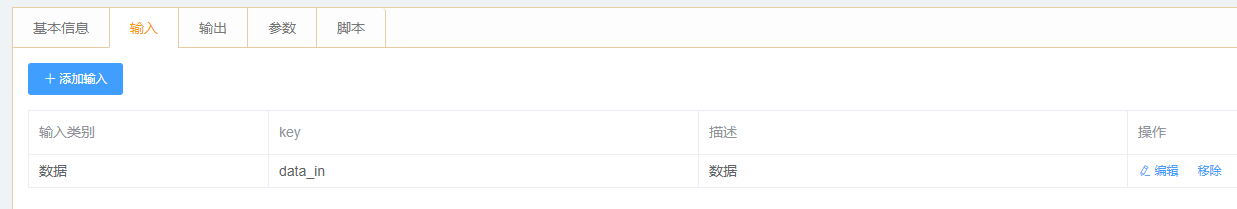 基本信息 输入 输出 参数 脚本
添加输入
输入类别 key 描述 操作
数据 data_in 数据 编辑 移除